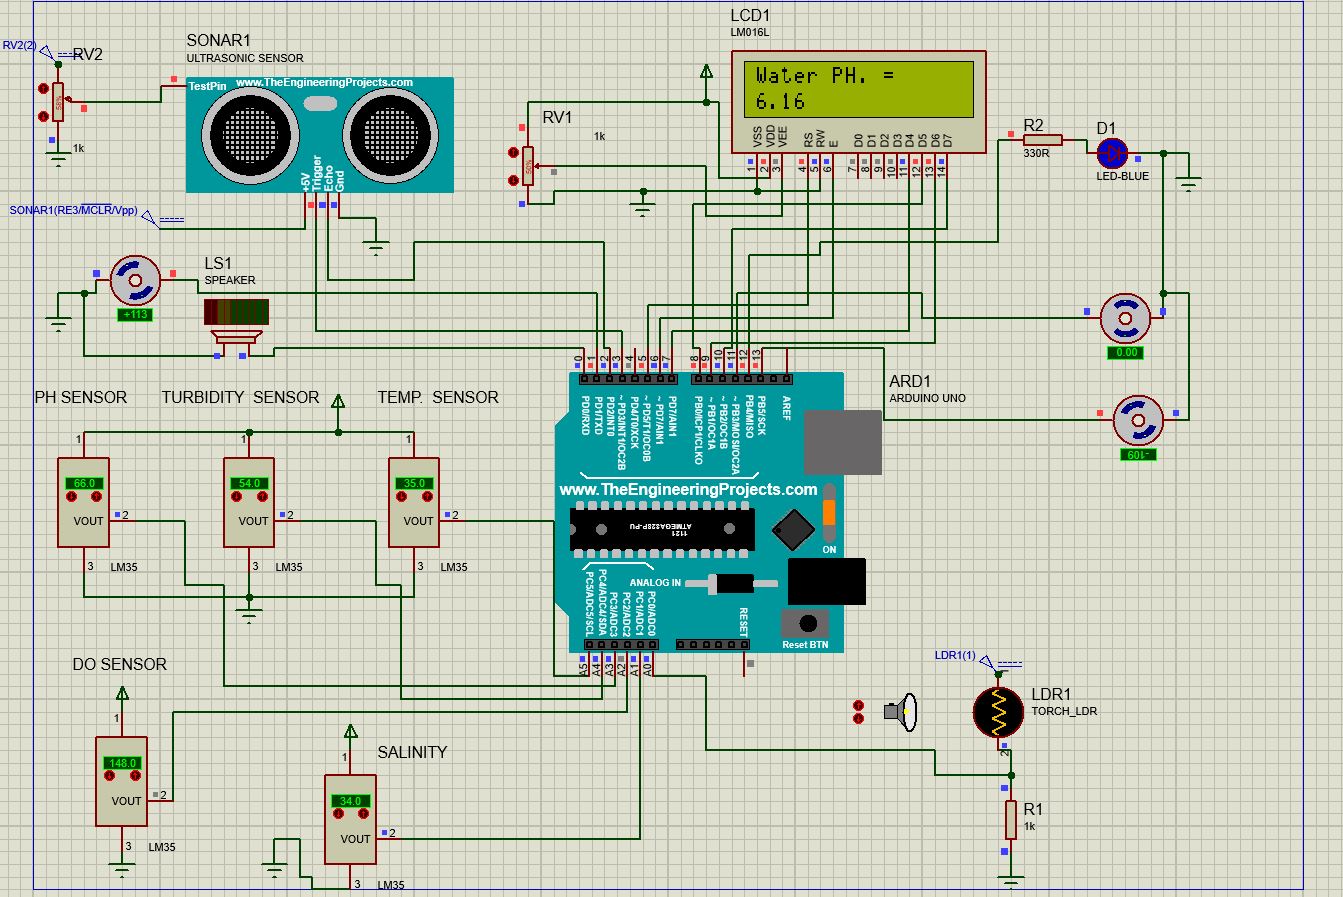 LCD1
LM016L
Water PH. =
6.16
VSS VDD VEE RS RW E D0 D1 D2 D3 D4 D5 D6 D7
1 2 3 4 5 6 7 8 9 10 11 12 13 14
RV2(2)
RV2
58%
1k
SONAR1
ULTRASONIC SENSOR
TestPin
www.TheEngineeringProjects.com
+5V Trigger Echo Gnd
SONAR1(RE3/MCLR/Vpp)
RV1
1k
50%
R2
330R
D1
LED-BLUE
+113
LS1
SPEAKER
0.00
-109
ARD1
ARDUINO UNO
0 1 2 3 4 5 6 7 8 9 10 11 12 13
PD0/RXD
PD1/TXD
PD2/INT0
~ PD3/INT1/OC2B
PD4/T0/XCK
~ PD5/T1/OC0B
~ PD6/AIN0
PD7/AIN1
PB0/ICP1/CLKO
~ PB1/OC1A
~ PB2/OC1B
~ PB3/MOSI/OC2A
PB4/MISO
PB5/SCK
AREF
www.TheEngineeringProjects.com
ATMEGA328P-PU
1121
ON
ANALOG IN
PC5/ADC5/SCL
PC4/ADC4/SDA
PC3/ADC3
PC2/ADC2
PC1/ADC1
PC0/ADC0
RESET
Reset BTN
A5 A4 A3 A2 A1 A0
PH SENSOR
1
66.0
VOUT
2
3
LM35
TURBIDITY SENSOR
1
54.0
VOUT
2
3
LM35
TEMP. SENSOR
1
35.0
VOUT
2
3
LM35
DO SENSOR
1
148.0
VOUT
2
3
LM35
SALINITY
1
34.0
VOUT
2
3
LM35
LDR1(1)
LDR1
TORCH_LDR
2
R1
1k